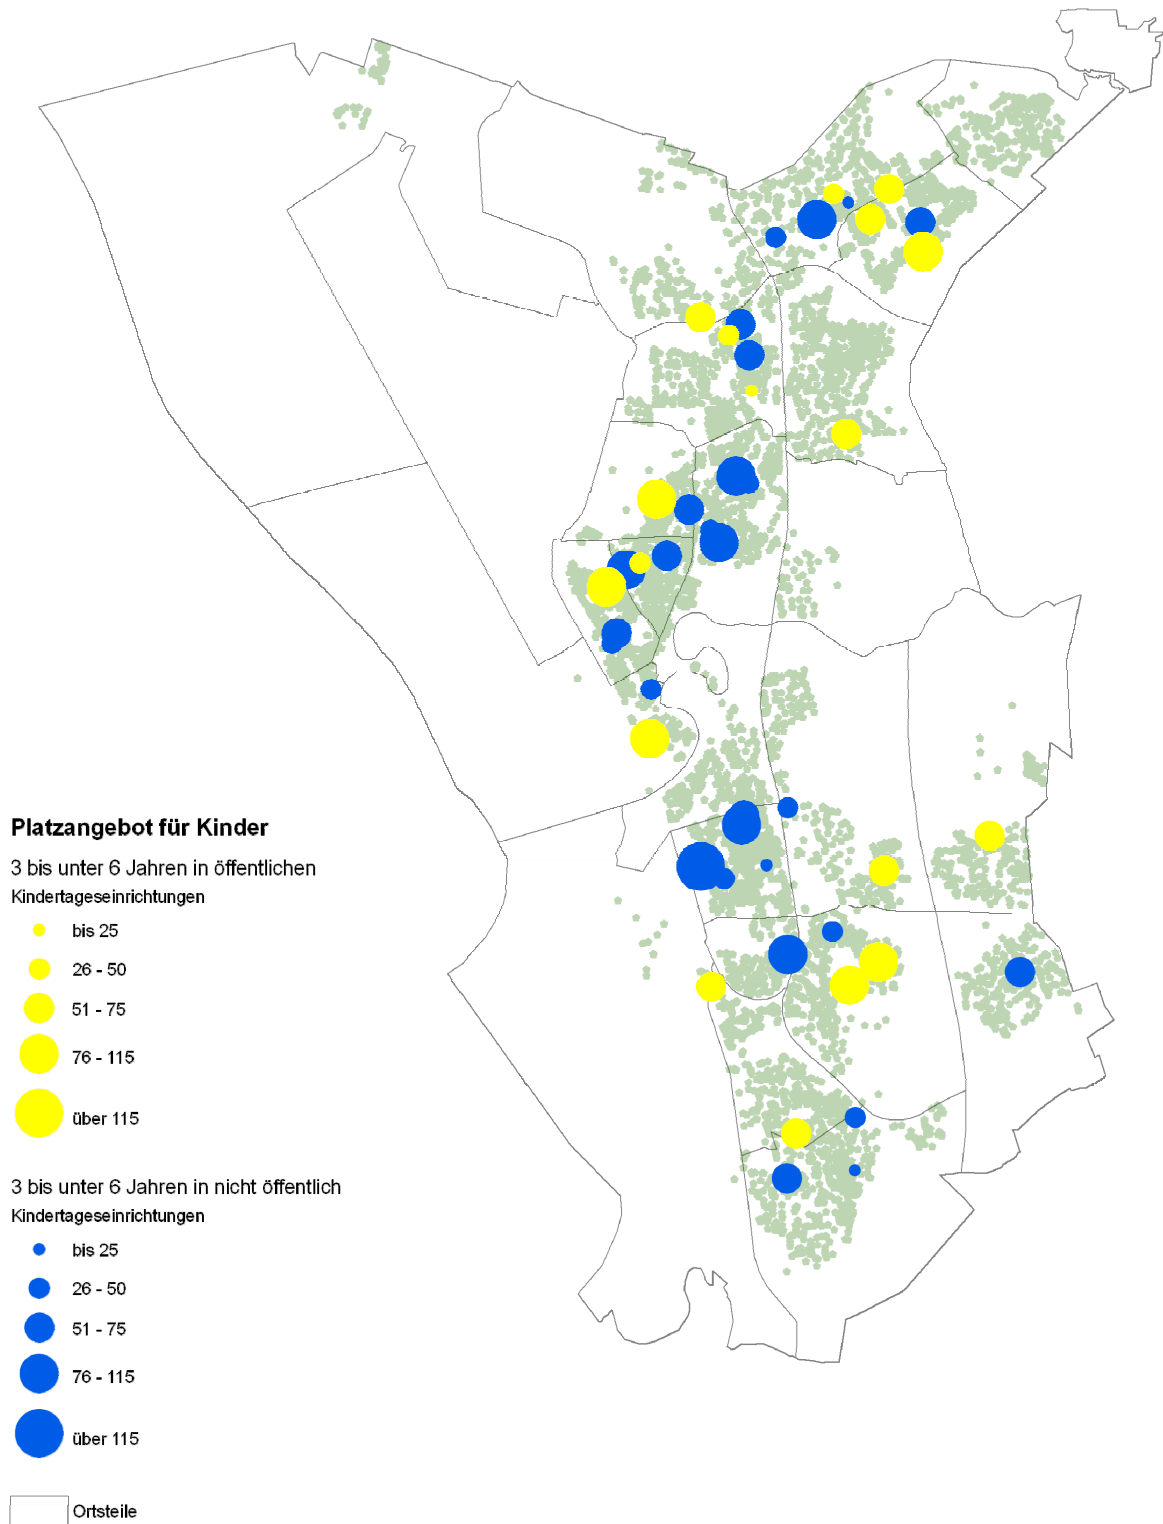 Platzangebot für Kinder
3 bis unter 6 Jahren in öffentlichen
Kindertageseinrichtungen
bis 25
26 - 50
51 - 75
76 - 115
über 115
3 bis unter 6 Jahren in nicht öffentlich
Kindertageseinrichtungen
bis 25
26 - 50
51 - 75
76 - 115
über 115
Ortsteile